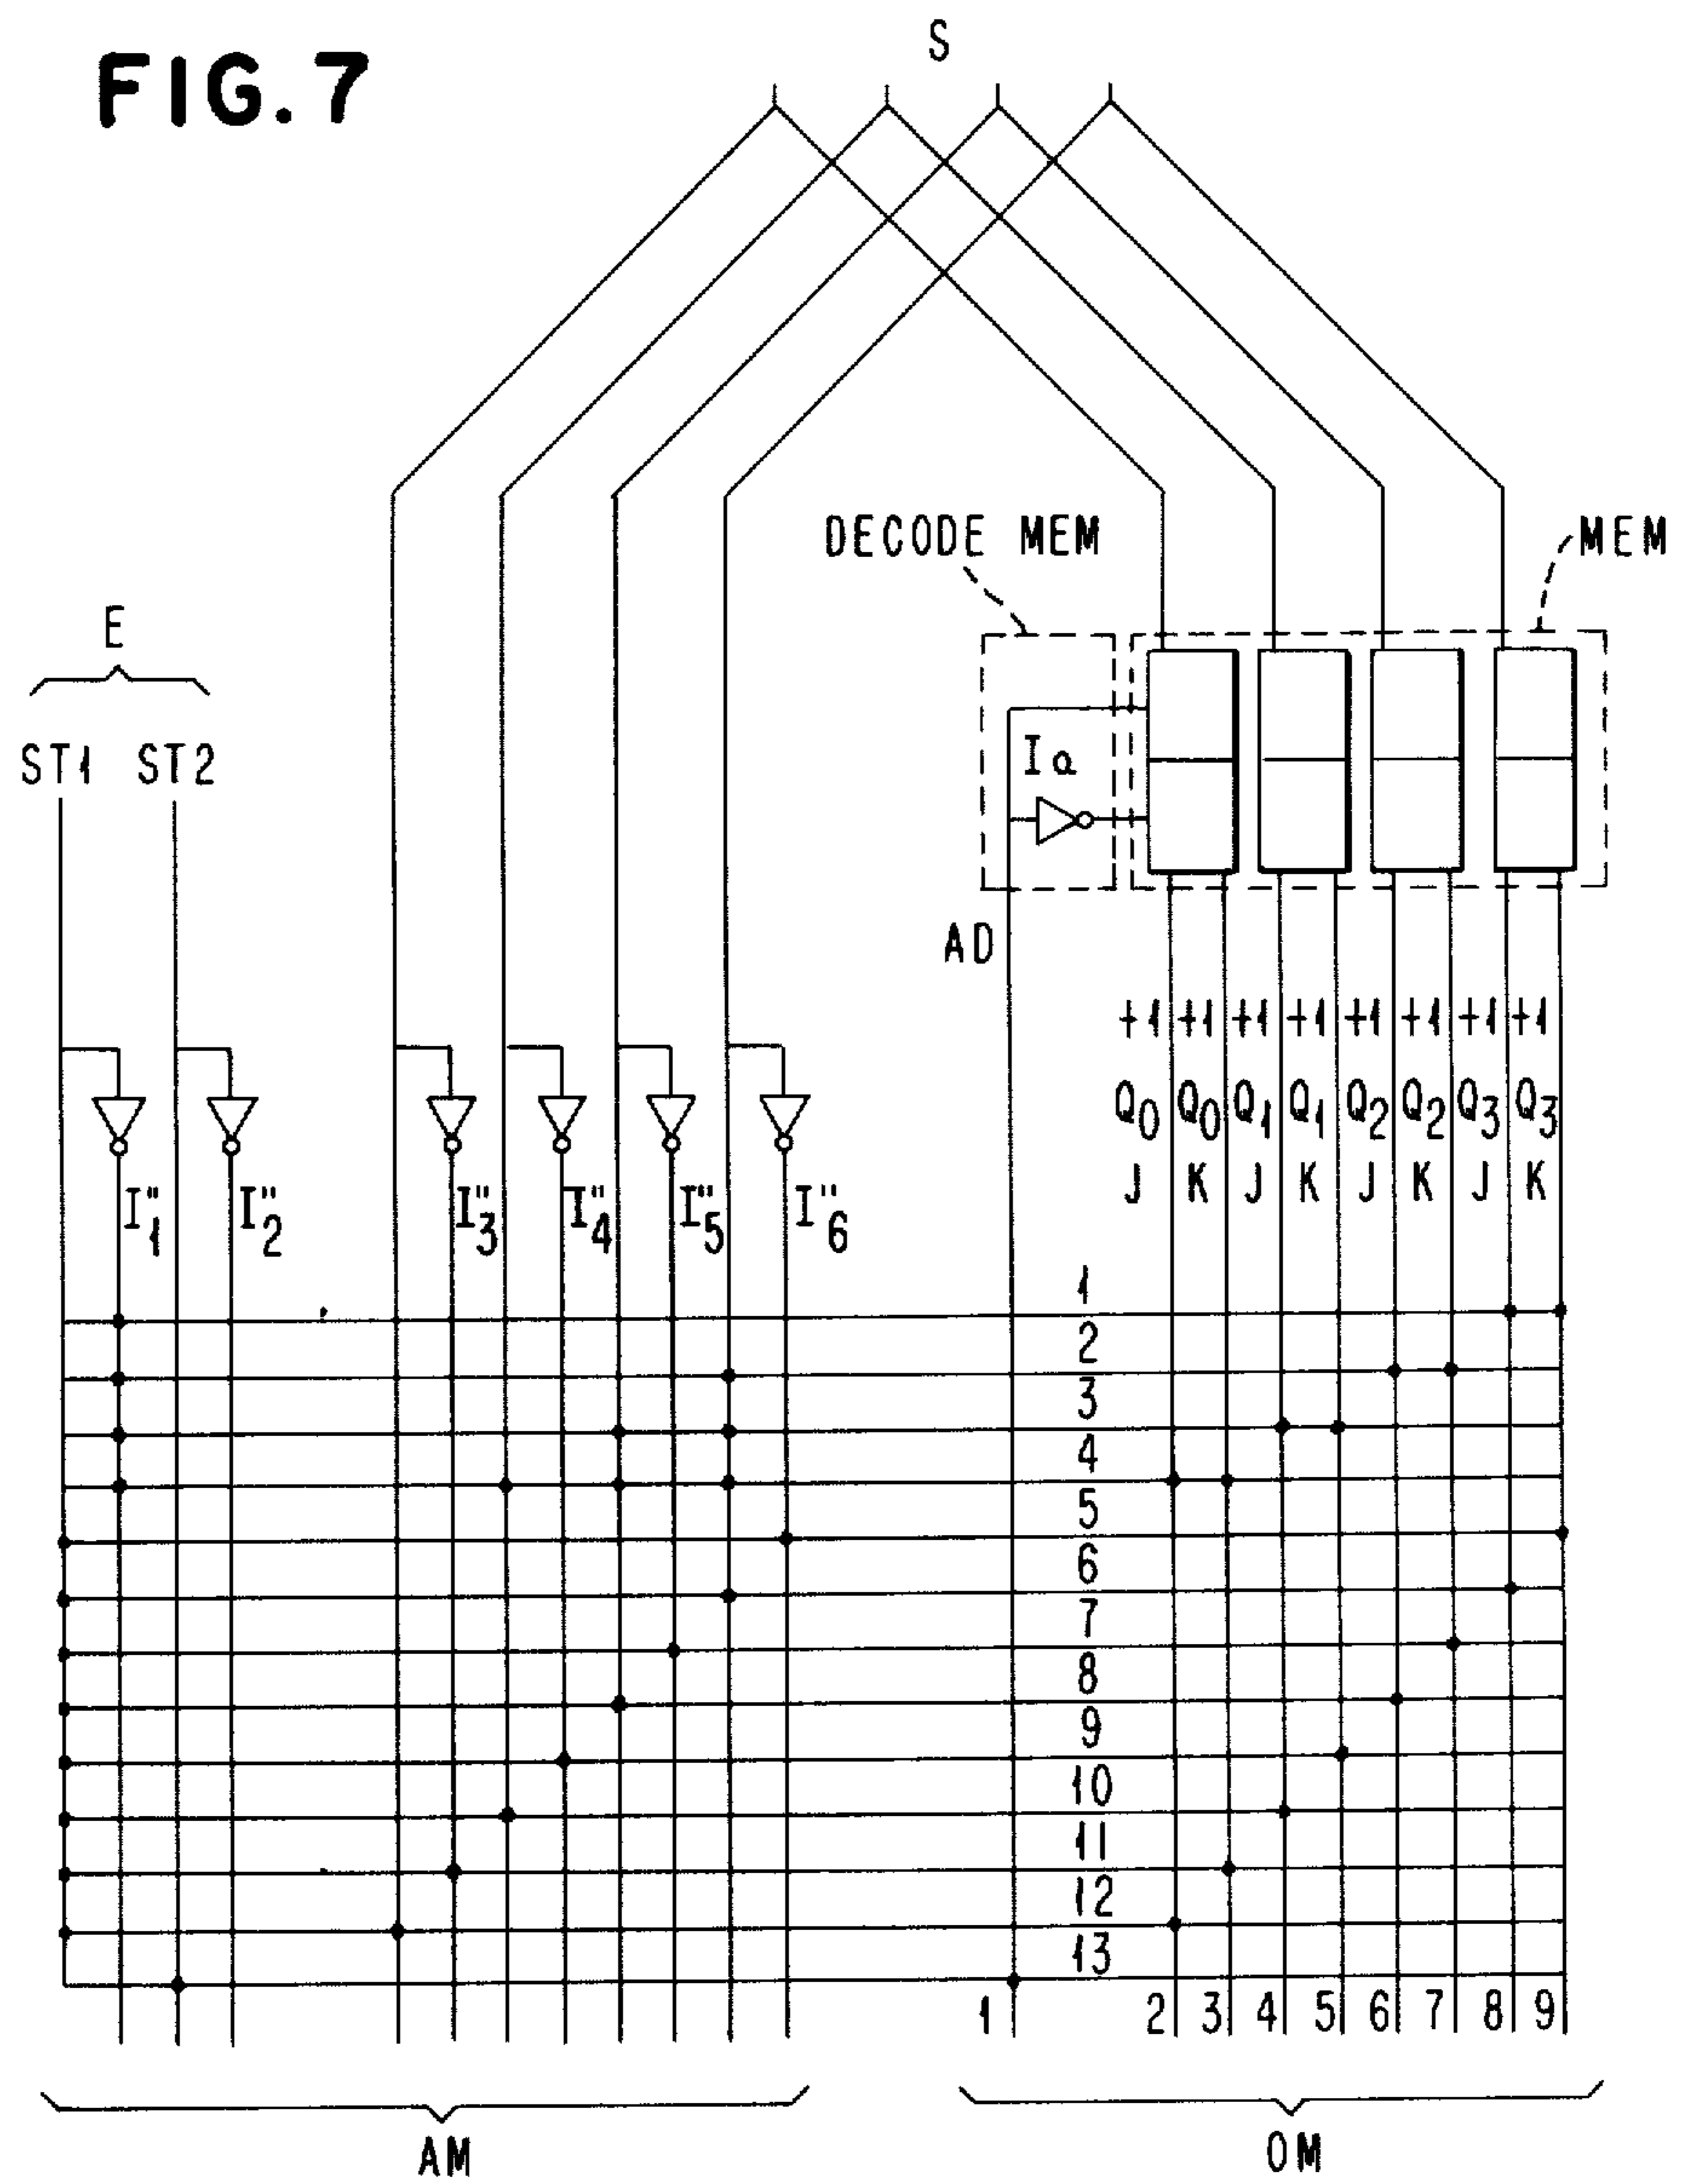 FIG. 7
S
DECODE MEM
MEM
E
ST1 ST2
Ia
AD
+1 +1 +1 +1 +1 +1 +1 +1
Q0 Q0 Q1 Q1 Q2 Q2 Q3 Q3
J K J K J K J K
I"1 I"2 I"3 I"4 I"5 I"6
1
2
3
4
5
6
7
8
9
10
11
12
13
1 2 3 4 5 6 7 8 9
AM OM